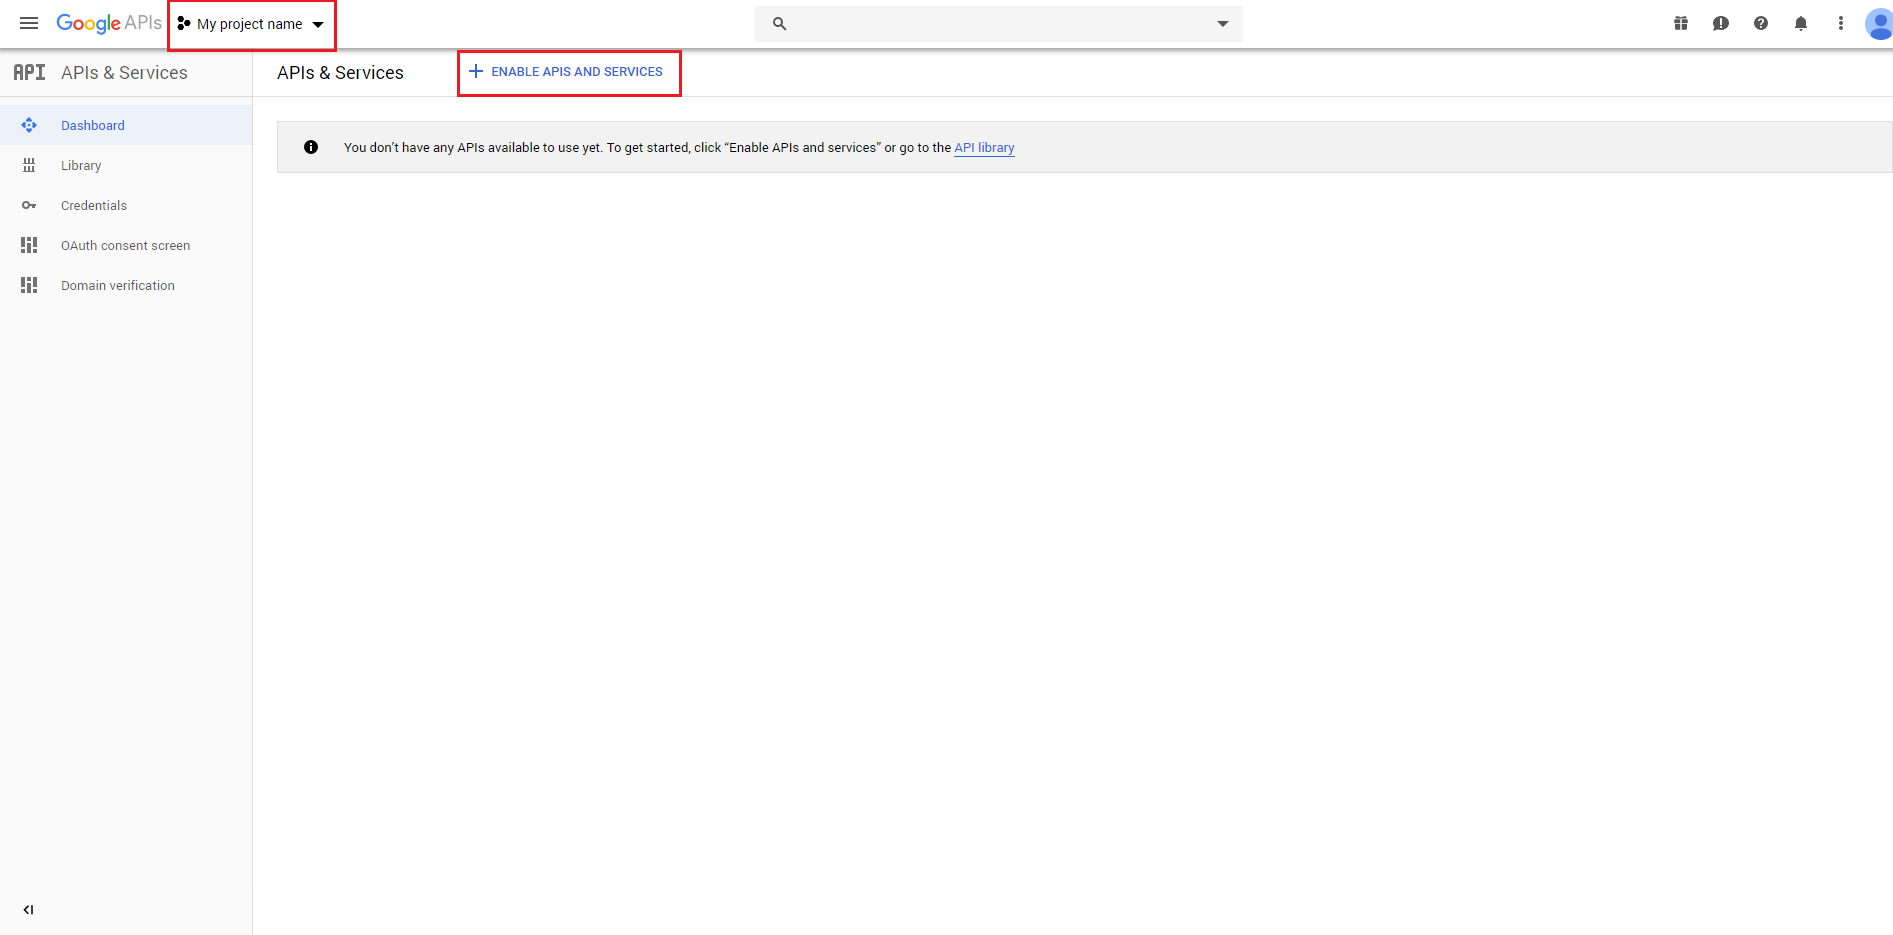 Google APIs
My project name
API APIs & Services
APIs & Services
ENABLE APIS AND SERVICES
Dashboard
Library
Credentials
OAuth consent screen
Domain verification
You don’t have any APIs available to use yet. To get started, click “Enable APIs and services” or go to the API library